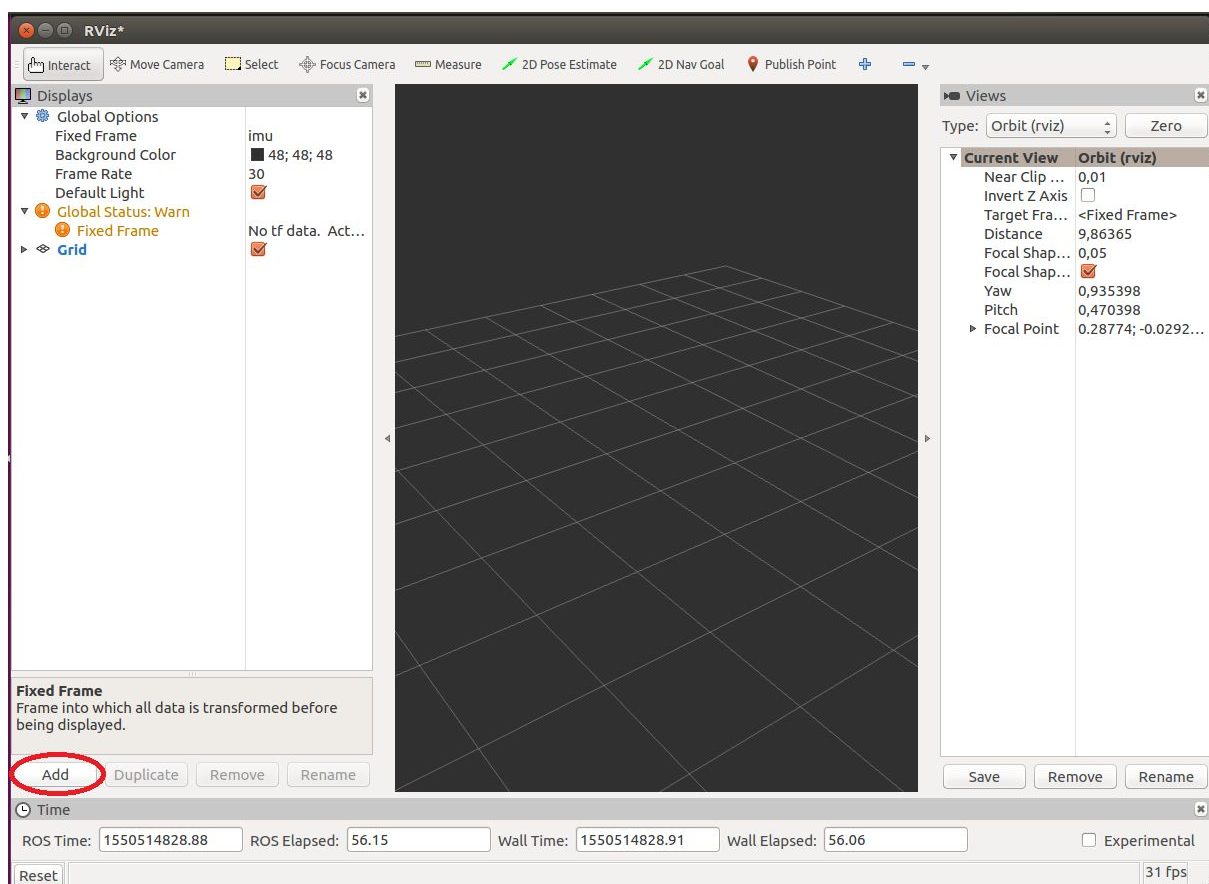 RViz*
Interact Move Camera Select Focus Camera Measure 2D Pose Estimate 2D Nav Goal Publish Point
Displays
Global Options
Fixed Frame imu
Background Color 48; 48; 48
Frame Rate 30
Default Light
Global Status: Warn
Fixed Frame No tf data. Act...
Grid
Fixed Frame
Frame into which all data is transformed before
being displayed.
Add Duplicate Remove Rename
Views
Type: Orbit (rviz) Zero
Current View Orbit (rviz)
Near Clip ... 0,01
Invert Z Axis
Target Fra... <Fixed Frame>
Distance 9,86365
Focal Shap... 0,05
Focal Shap...
Yaw 0,935398
Pitch 0,470398
Focal Point 0.28774; -0.0292...
Save Remove Rename
Time
ROS Time: 1550514828.88 ROS Elapsed: 56.15 Wall Time: 1550514828.91 Wall Elapsed: 56.06 Experimental
Reset 31 fps